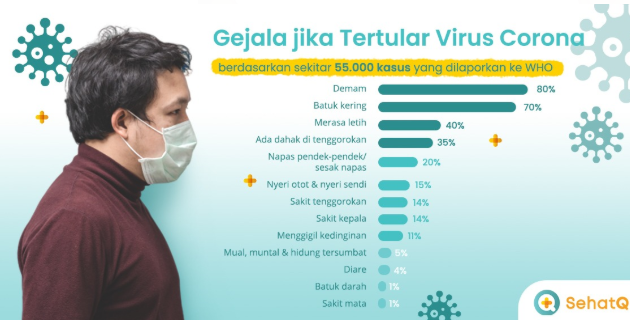 Gejala jika Tertular Virus Corona
berdasarkan sekitar 55.000 kasus yang dilaporkan ke WHO
Demam 80%
Batuk kering 70%
Merasa letih 40%
Ada dahak di tenggorokan 35%
Napas pendek-pendek/
sesak napas 20%
Nyeri otot & nyeri sendi 15%
Sakit tenggorokan 14%
Sakit kepala 14%
Menggigil kedinginan 11%
Mual, muntal & hidung tersumbat 5%
Diare 4%
Batuk darah 1%
Sakit mata 1%
SehatQ